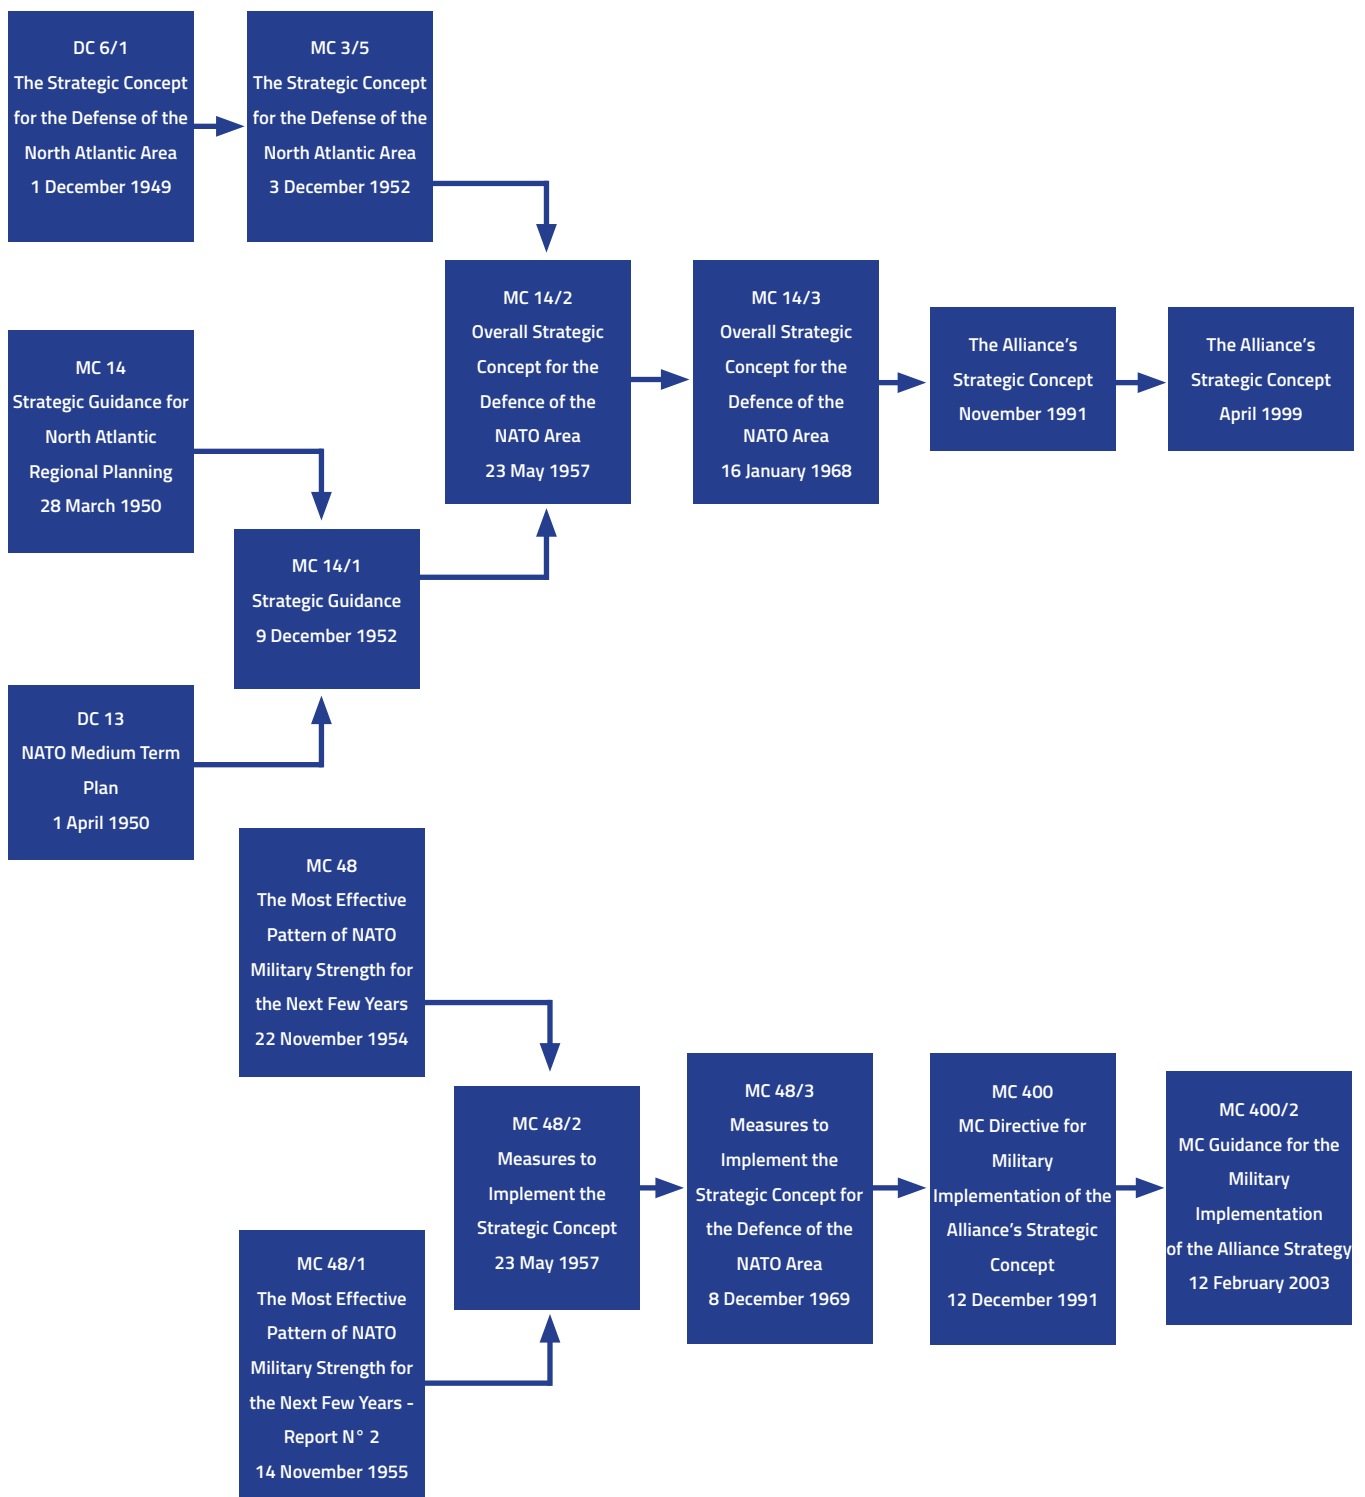 DC 6/1
The Strategic Concept
for the Defense of the
North Atlantic Area
1 December 1949
MC 3/5
The Strategic Concept
for the Defense of the
North Atlantic Area
3 December 1952
MC 14/2
Overall Strategic
Concept for the
Defence of the
NATO Area
23 May 1957
MC 14/3
Overall Strategic
Concept for the
Defence of the
NATO Area
16 January 1968
The Alliance’s
Strategic Concept
November 1991
The Alliance’s
Strategic Concept
April 1999
MC 14
Strategic Guidance for
North Atlantic
Regional Planning
28 March 1950
MC 14/1
Strategic Guidance
9 December 1952
DC 13
NATO Medium Term
Plan
1 April 1950
MC 48
The Most Effective
Pattern of NATO
Military Strength for
the Next Few Years
22 November 1954
MC 48/2
Measures to
Implement the
Strategic Concept
23 May 1957
MC 48/3
Measures to
Implement the
Strategic Concept for
the Defence of the
NATO Area
8 December 1969
MC 400
MC Directive for
Military
Implementation of the
Alliance’s Strategic
Concept
12 December 1991
MC 400/2
MC Guidance for the
Military
Implementation
of the Alliance Strategy
12 February 2003
MC 48/1
The Most Effective
Pattern of NATO
Military Strength for
the Next Few Years -
Report N° 2
14 November 1955